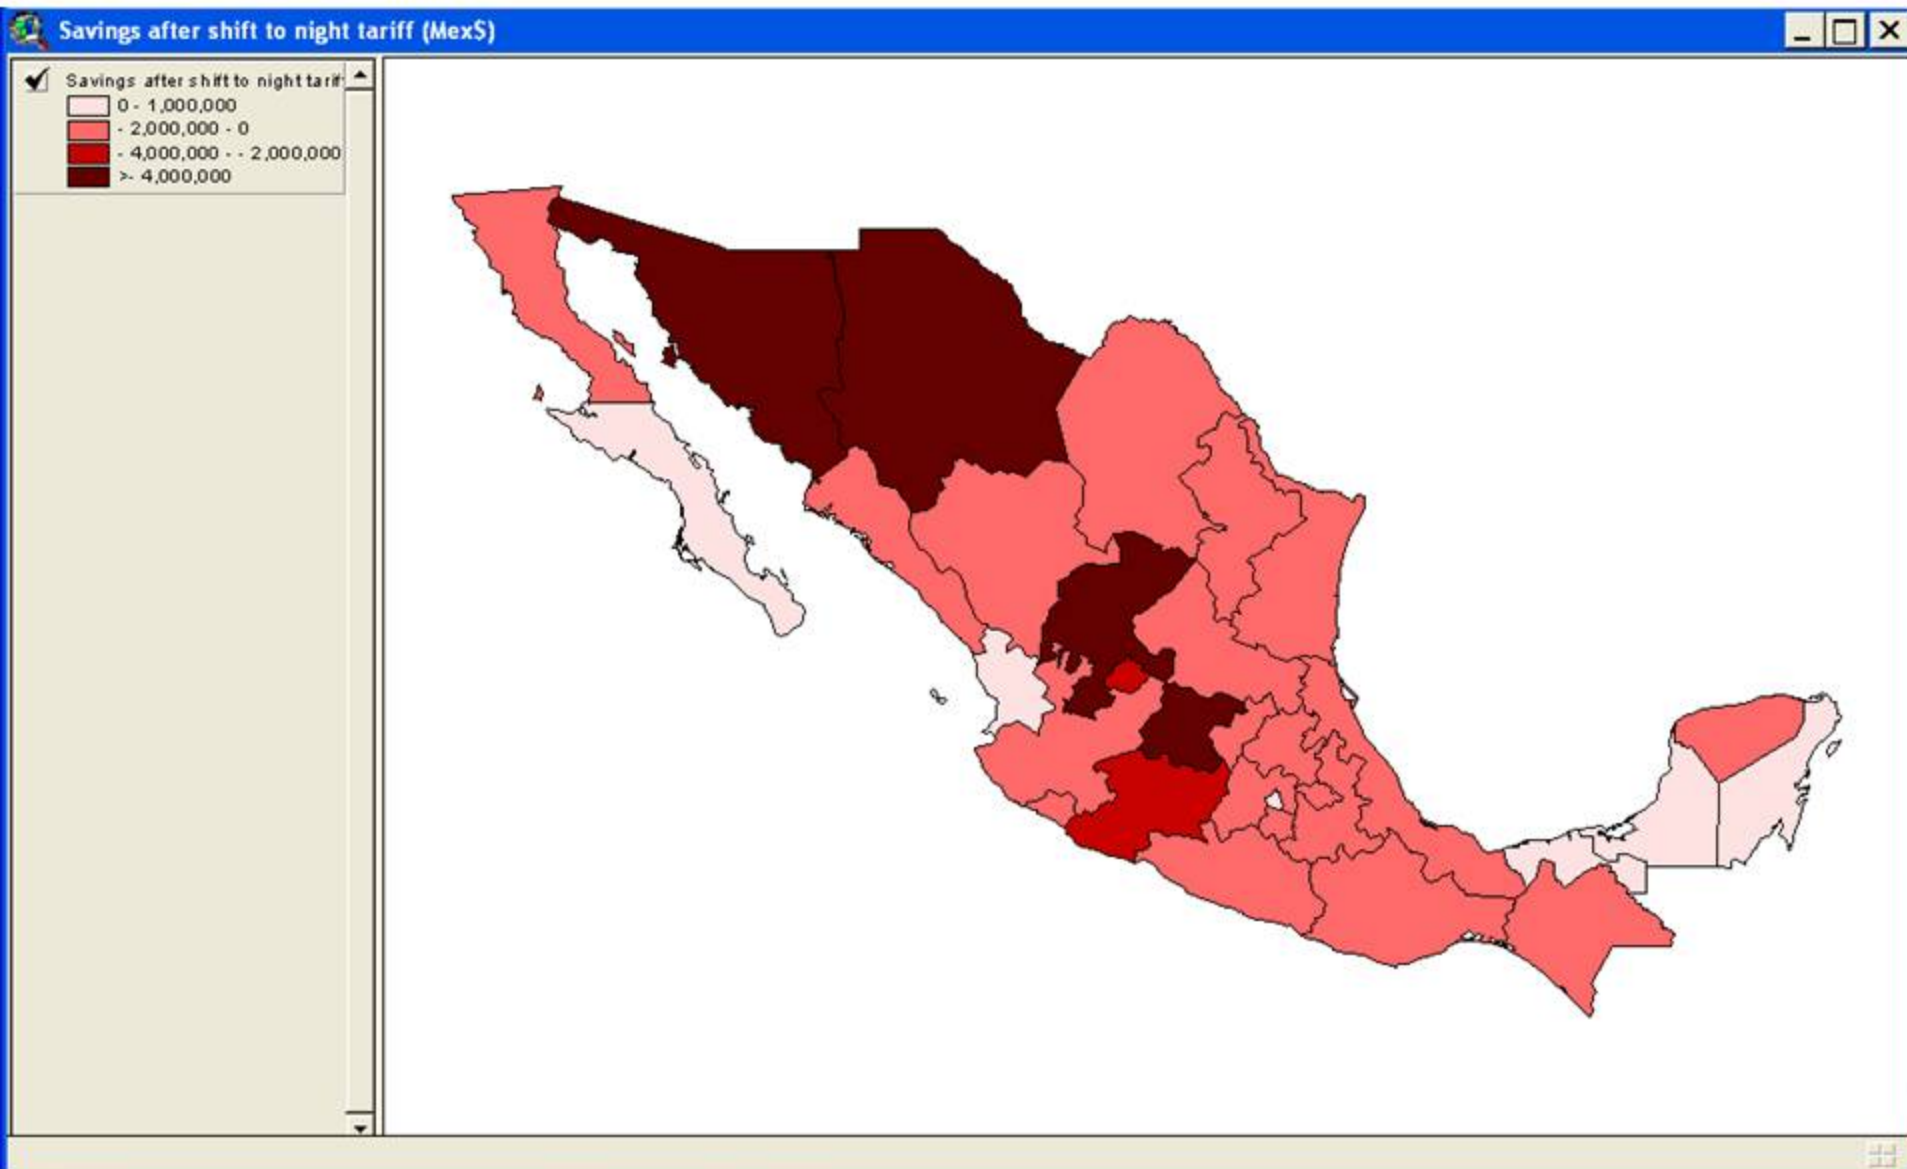 Savings after shift to night tariff (Mex$)
Savings after shift to night tarif
0 - 1,000,000
- 2,000,000 - 0
- 4,000,000 - - 2,000,000
>- 4,000,000